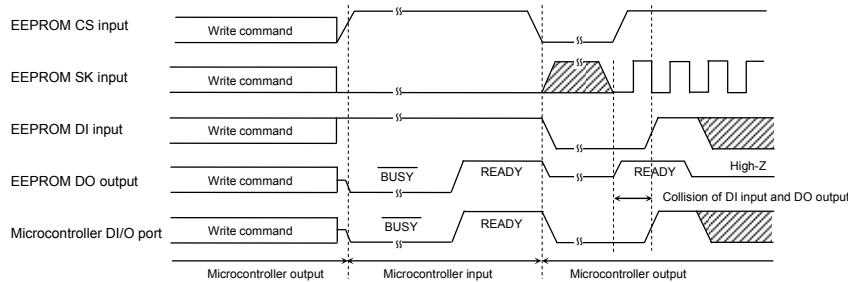 EEPROM CS input
Write command
EEPROM SK input
Write command
EEPROM DI input
Write command
EEPROM DO output
Write command
BUSY
READY
READY
High-Z
Collision of DI input and DO output
Microcontroller DI/O port
Write command
BUSY
READY
Microcontroller output
Microcontroller input
Microcontroller output